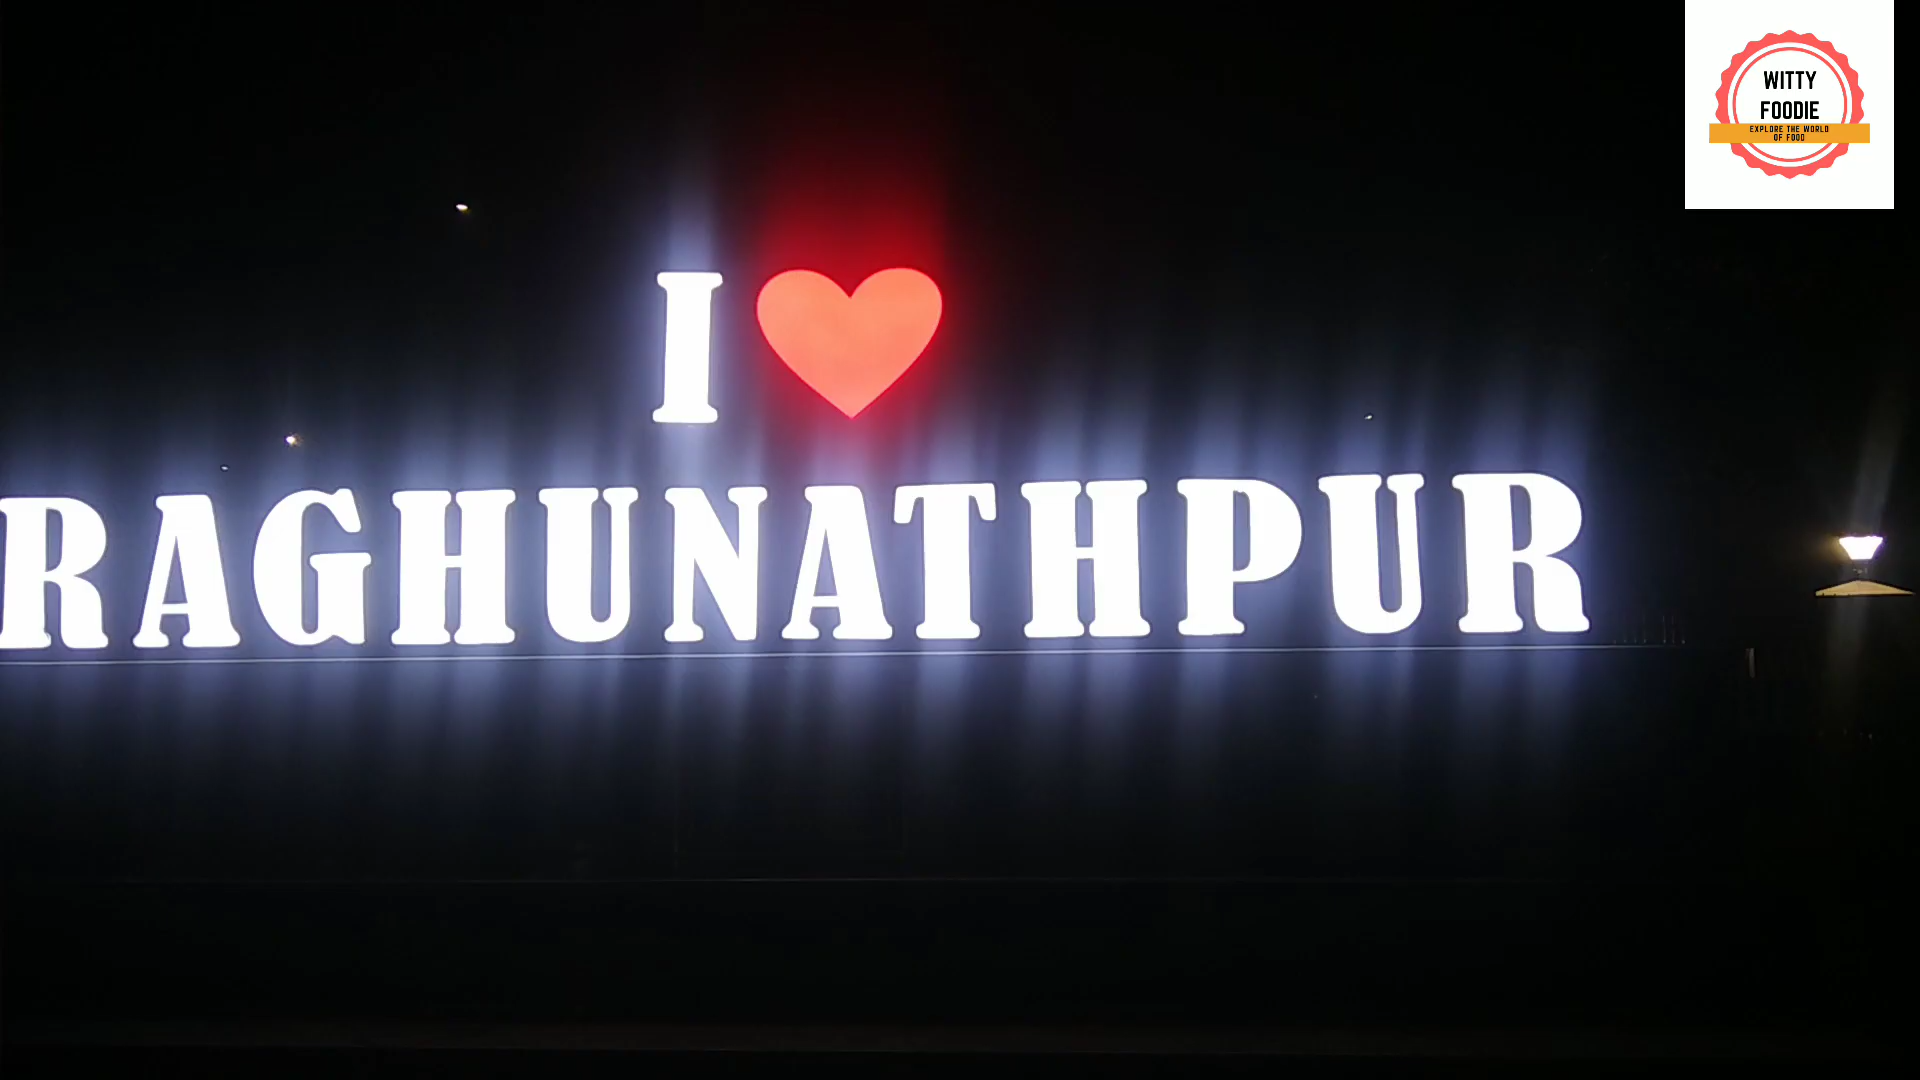 WITTY
FOODIE
EXPLORE THE WORLD
OF FOOD
I ❤
RAGHUNATHPUR